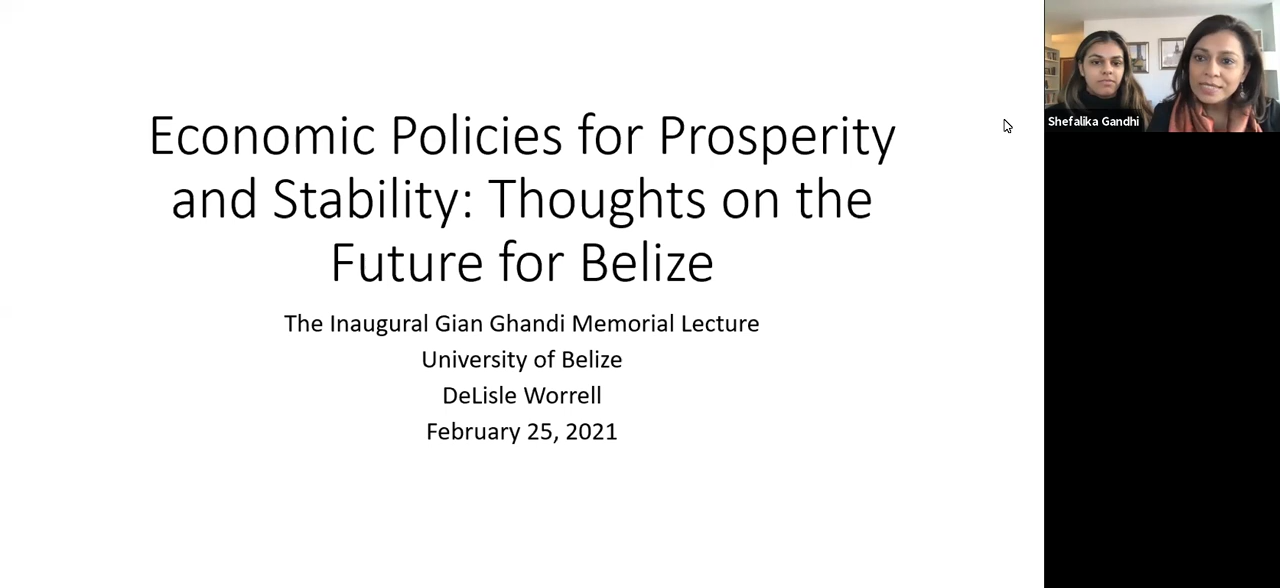 Economic Policies for Prosperity
and Stability: Thoughts on the
Future for Belize
The Inaugural Gian Ghandi Memorial Lecture
University of Belize
DeLisle Worrell
February 25, 2021
Shefalika Gandhi